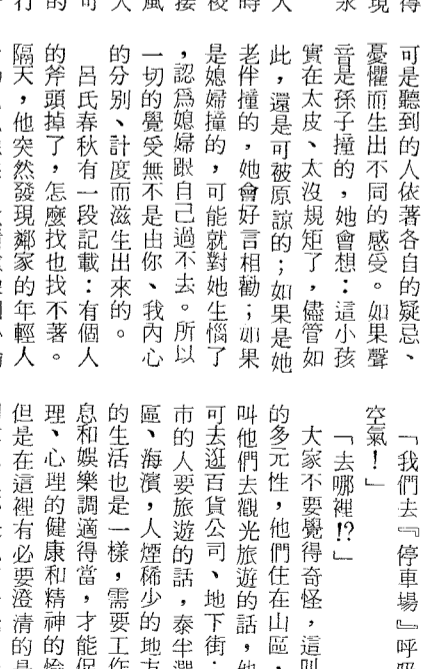 得
現
人
時
校
接
風
人
可
的
行
可是聽到的人依著各自的疑忌、
憂懼而生出不同的感受。如果聲
音是孫子撞的,她會想:這小孩
實在太皮、太沒規矩了,儘管如
此,還是可被原諒的;如果是她
老伴撞的,她會好言相勸;如果
是媳婦撞的,可能就對她生惱了
,認爲媳婦跟自己過不去。所以
一切的覺受無不是由你、我內心
的分別、計度而滋生出來的。
呂氏春秋有一段記載:有個人
的斧頭掉了,怎麼找也找不著。
隔天,他突然發現鄰家的年輕人
「我們去『停車場』呼
空氣!」
「去哪裡!?」
大家不要覺得奇怪,這叫
的多元性,他們住在山區,
叫他們去觀光旅遊的話,他
可去逛百貨公司、地下街;
市的人要旅遊的話,泰半選
區、海濱,人煙稀少的地方
的生活也是一樣,需要工作
息和娛樂調適得當,才能保
理、心理的健康和精神的愉
但是在這裡有必要澄清的是